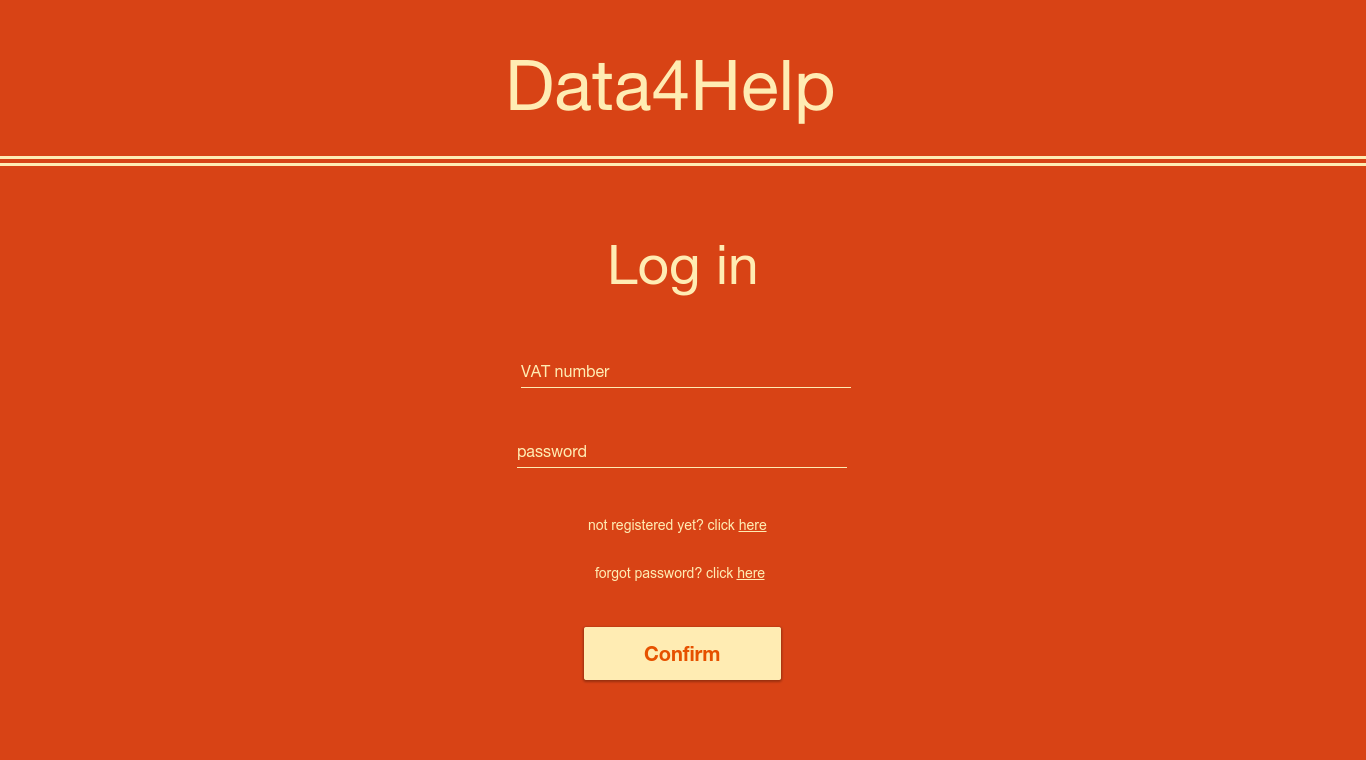 Data4Help
Log in
VAT number
password
not registered yet? click here
forgot password? click here
Confirm